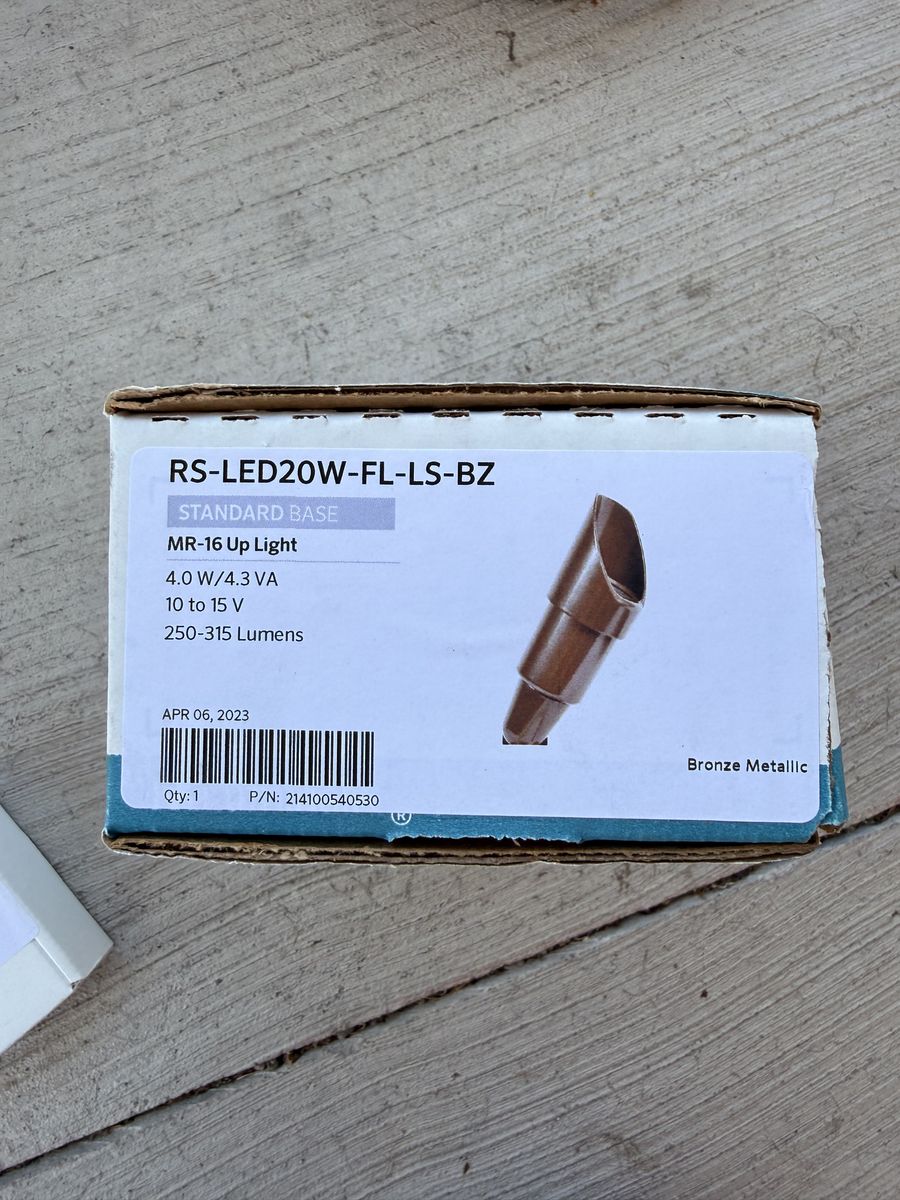 RS-LED20W-FL-LS-BZ
STANDARD BASE
MR-16 Up Light
4.0 W/4.3 VA
10 to 15 V
250-315 Lumens
APR 06, 2023
Qty: 1 P/N: 214100540530
Bronze Metallic
®